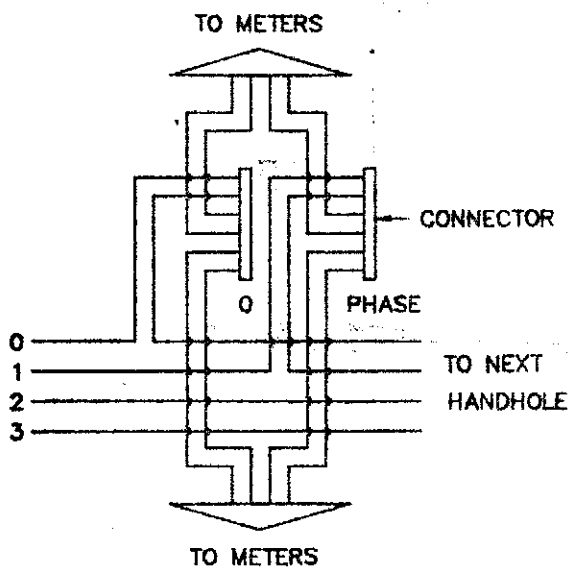 TO METERS
CONNECTOR
0 PHASE
0
1
2
3
TO NEXT
HANDHOLE
TO METERS